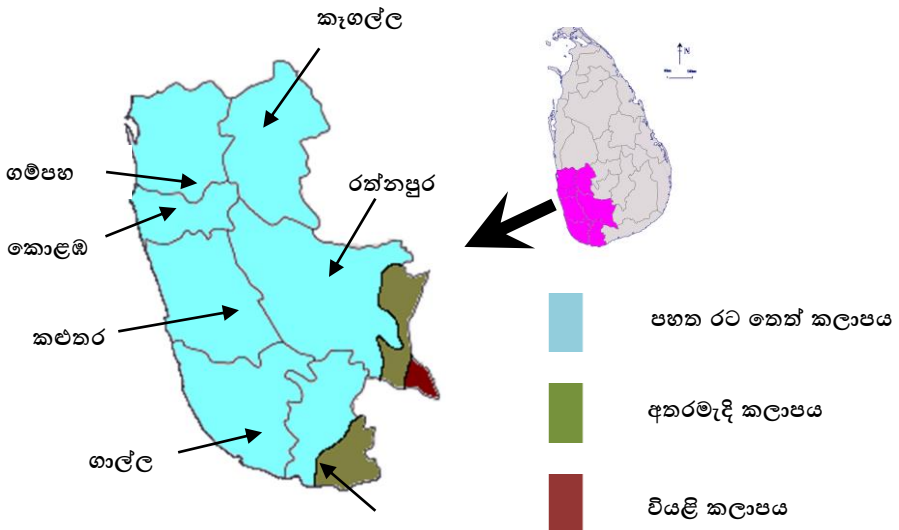 කෑගල්ල
N
ගම්පහ
රත්නපුර
කොළඹ
පහත රට තෙත් කලාපය
කළුතර
අතරමැදි කලාපය
ගාල්ල
වියළි කලාපය